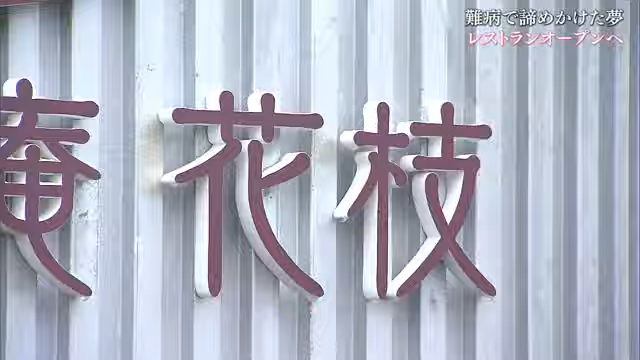 難病で諦めかけた夢
レストランオープンへ
庵花枝